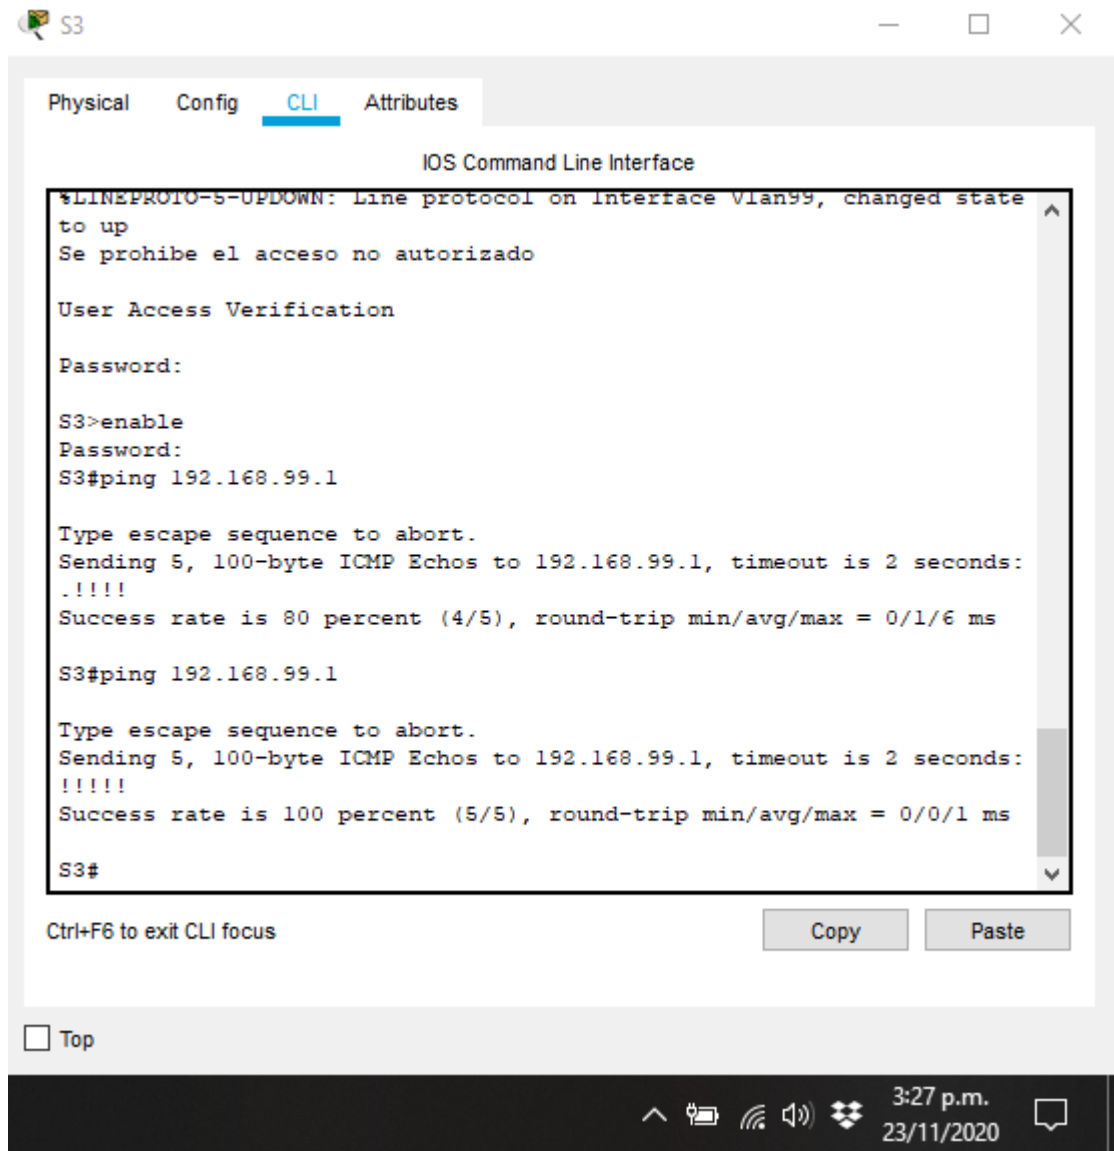 S3
Physical Config CLI Attributes
IOS Command Line Interface
%LINEPROTO-5-UPDOWN: Line protocol on Interface Vlan99, changed state
to up
Se prohibe el acceso no autorizado
User Access Verification
Password:
S3>enable
Password:
S3#ping 192.168.99.1
Type escape sequence to abort.
Sending 5, 100-byte ICMP Echos to 192.168.99.1, timeout is 2 seconds:
.!!!!
Success rate is 80 percent (4/5), round-trip min/avg/max = 0/1/6 ms
S3#ping 192.168.99.1
Type escape sequence to abort.
Sending 5, 100-byte ICMP Echos to 192.168.99.1, timeout is 2 seconds:
!!!!!
Success rate is 100 percent (5/5), round-trip min/avg/max = 0/0/1 ms
S3#
Ctrl+F6 to exit CLI focus
Copy Paste
Top
3:27 p.m.
23/11/2020